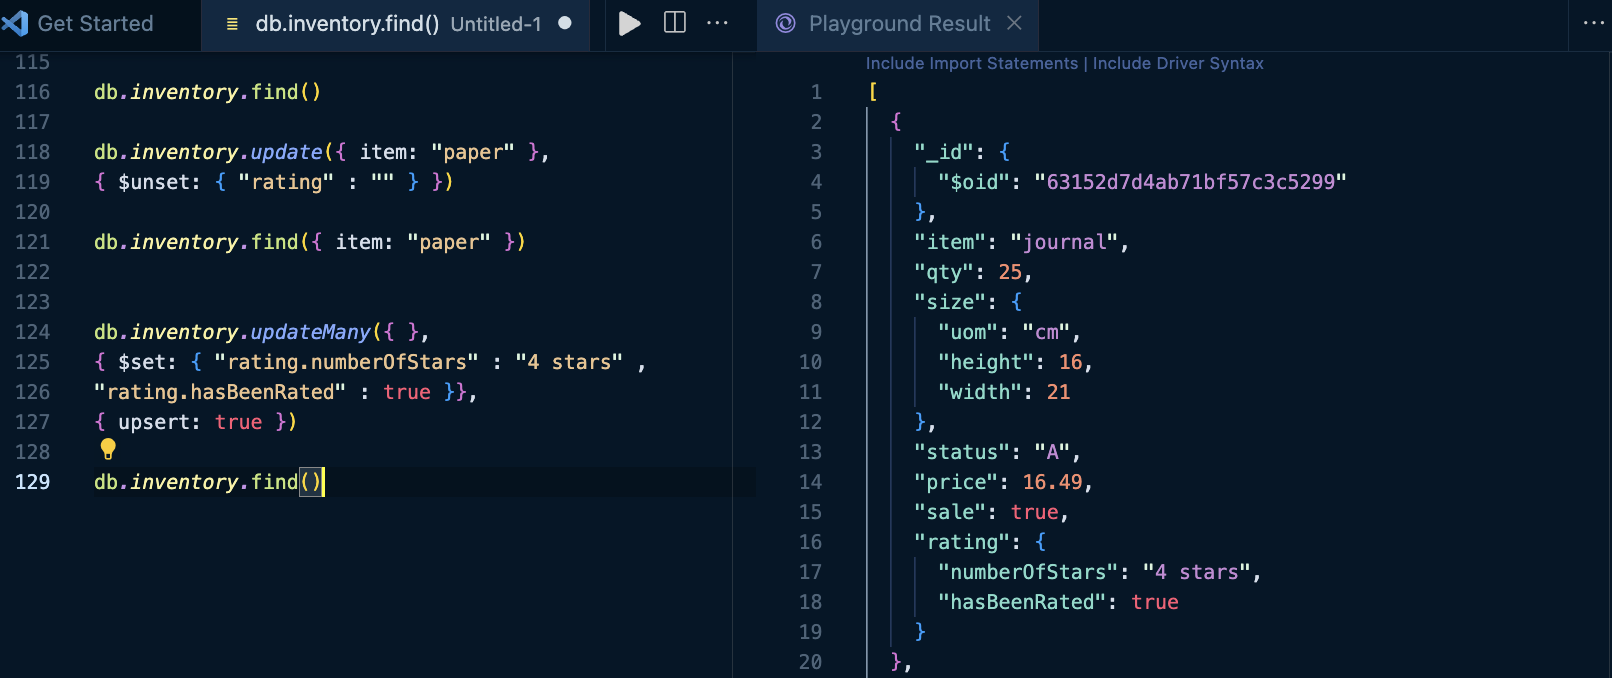 Get Started
db.inventory.find() Untitled-1
Playground Result
115
116 db.inventory.find()
117
118 db.inventory.update({ item: "paper" },
119 { $unset: { "rating" : "" } })
120
121 db.inventory.find({ item: "paper" })
122
123
124 db.inventory.updateMany({ },
125 { $set: { "rating.numberOfStars" : "4 stars" ,
126 "rating.hasBeenRated" : true }},
127 { upsert: true })
128
129 db.inventory.find()
Include Import Statements | Include Driver Syntax
1 [
2 {
3 "_id": {
4 "$oid": "63152d7d4ab71bf57c3c5299"
5 },
6 "item": "journal",
7 "qty": 25,
8 "size": {
9 "uom": "cm",
10 "height": 16,
11 "width": 21
12 },
13 "status": "A",
14 "price": 16.49,
15 "sale": true,
16 "rating": {
17 "numberOfStars": "4 stars",
18 "hasBeenRated": true
19 }
20 },